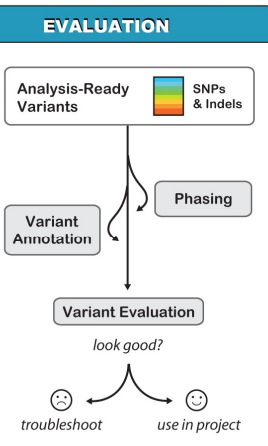 EVALUATION
Analysis-Ready
Variants
SNPs
& Indels
Phasing
Variant
Annotation
Variant Evaluation
look good?
troubleshoot
use in project